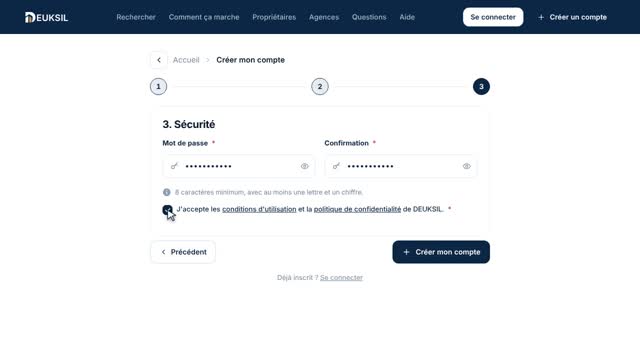 DEUKSIL Rechercher Comment ça marche Propriétaires Agences Questions Aide Se connecter + Créer un compte
Accueil > Créer mon compte
1 2 3
3. Sécurité
Mot de passe * Confirmation *
••••••••••• •••••••••••
8 caractères minimum, avec au moins une lettre et un chiffre.
J'accepte les conditions d'utilisation et la politique de confidentialité de DEUKSIL. *
Précédent + Créer mon compte
Déjà inscrit ? Se connecter